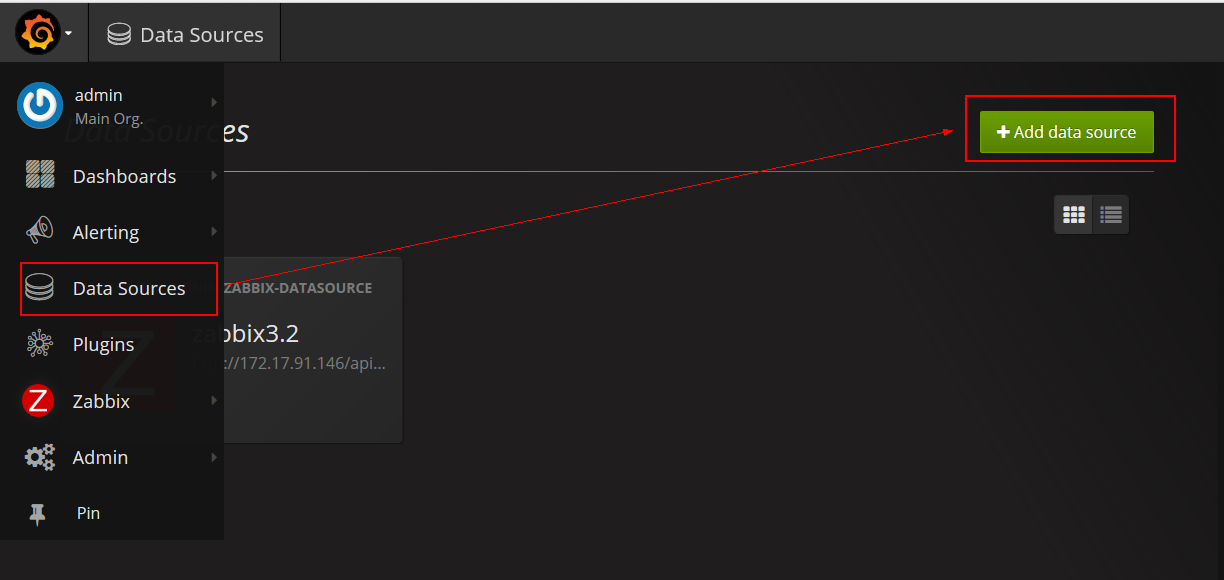 Data Sources
admin
Main Org.
Data Sources
+ Add data source
Dashboards
Alerting
Data Sources
ZABBIX-DATASOURCE
zabbix3.2
://172.17.91.146/api...
Plugins
Z
Zabbix
Admin
Pin